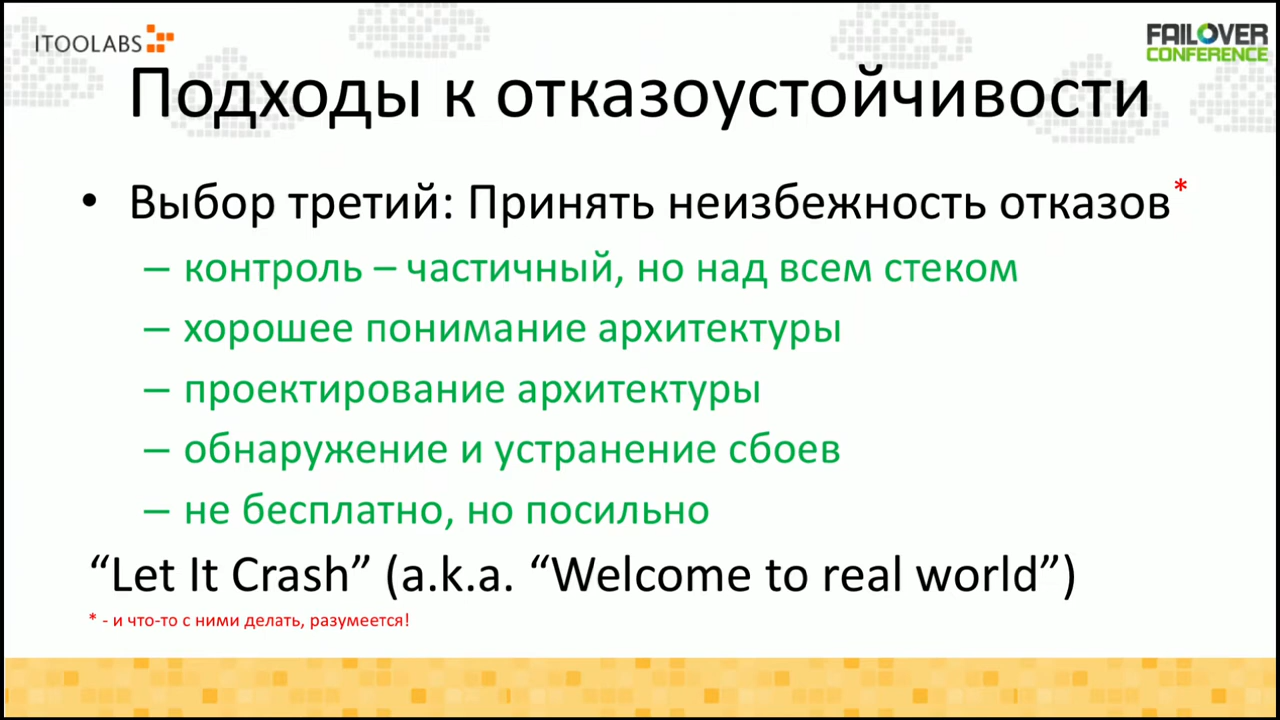 ITOOLABS
FAILOVER
CONFERENCE
Подходы к отказоустойчивости
• Выбор третий: Принять неизбежность отказов*
– контроль – частичный, но над всем стеком
– хорошее понимание архитектуры
– проектирование архитектуры
– обнаружение и устранение сбоев
– не бесплатно, но посильно
“Let It Crash” (a.k.a. “Welcome to real world”)
* - и что-то с ними делать, разумеется!